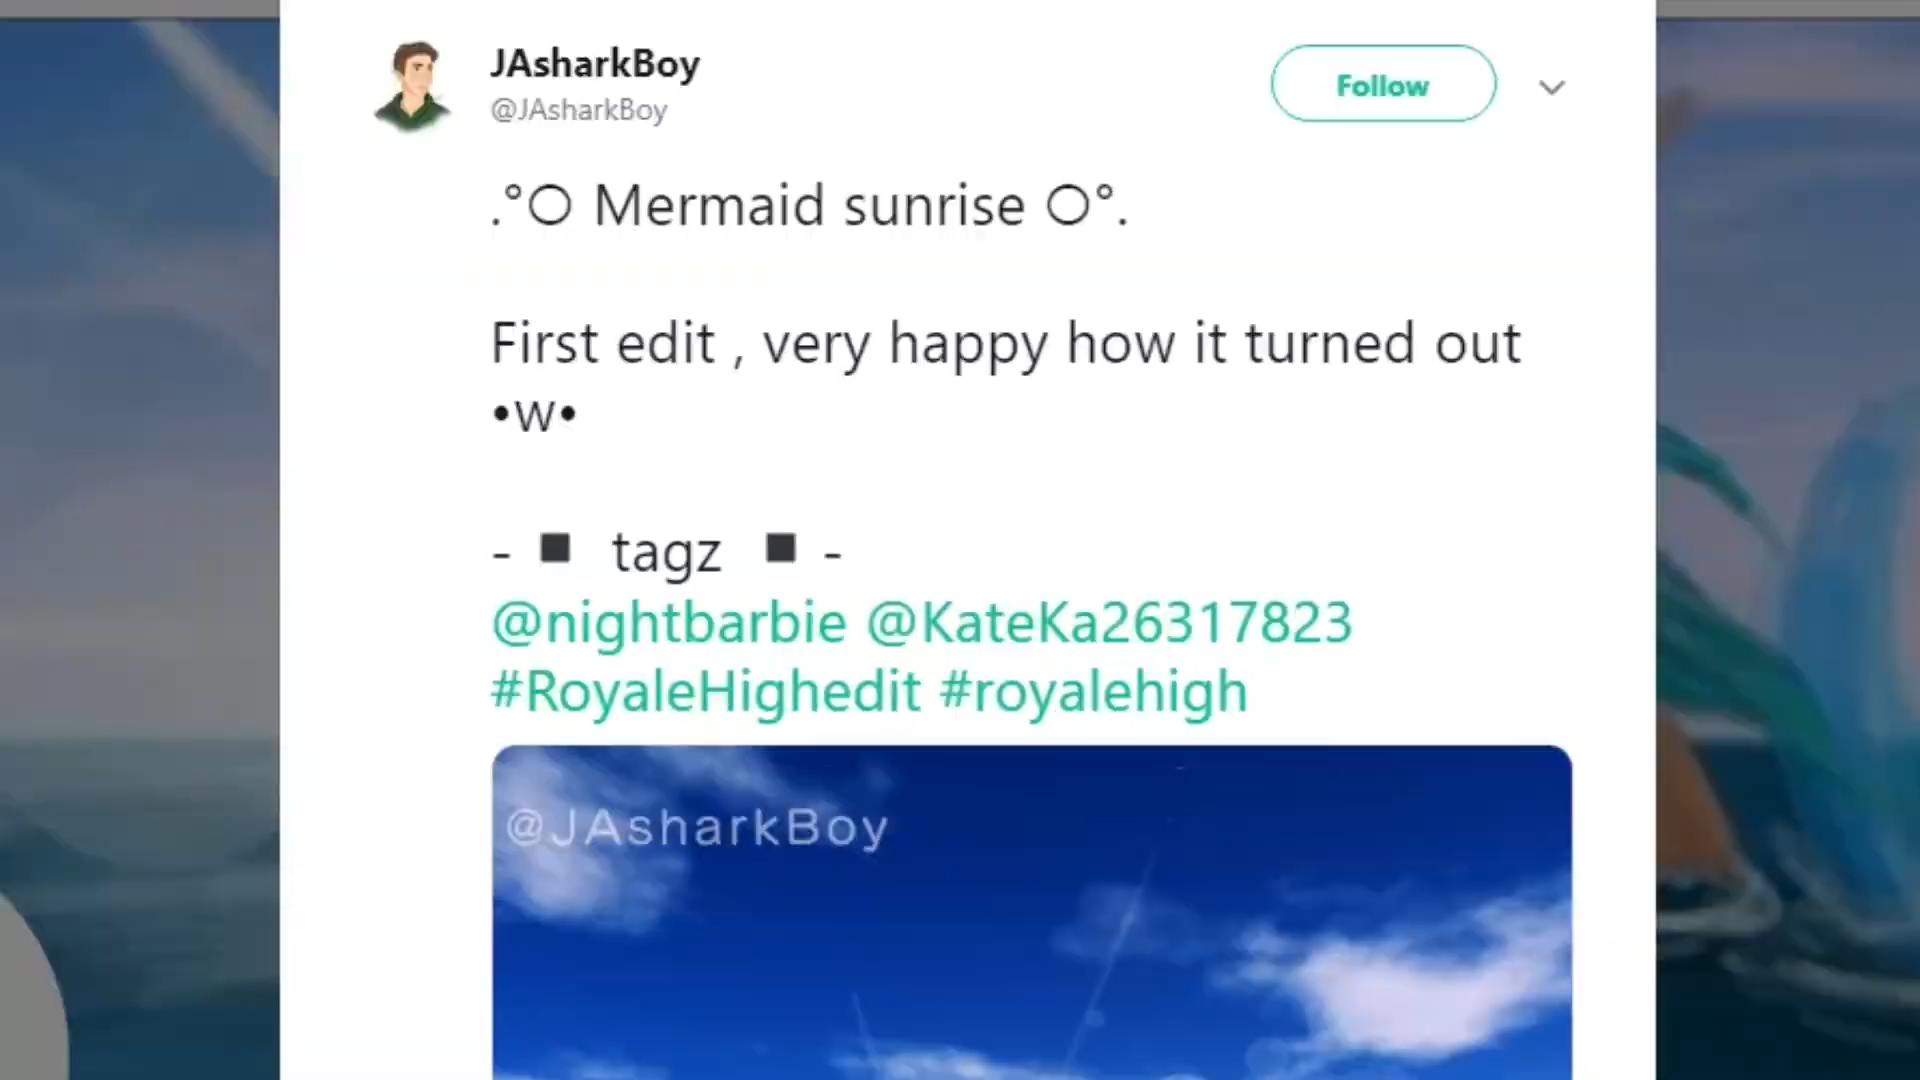 JAsharkBoy
@JAsharkBoy
Follow
.°○ Mermaid sunrise ○°.
First edit , very happy how it turned out
•w•
- ▪ tagz ▪ -
@nightbarbie @KateKa26317823
#RoyaleHighedit #royalehigh
@JAsharkBoy